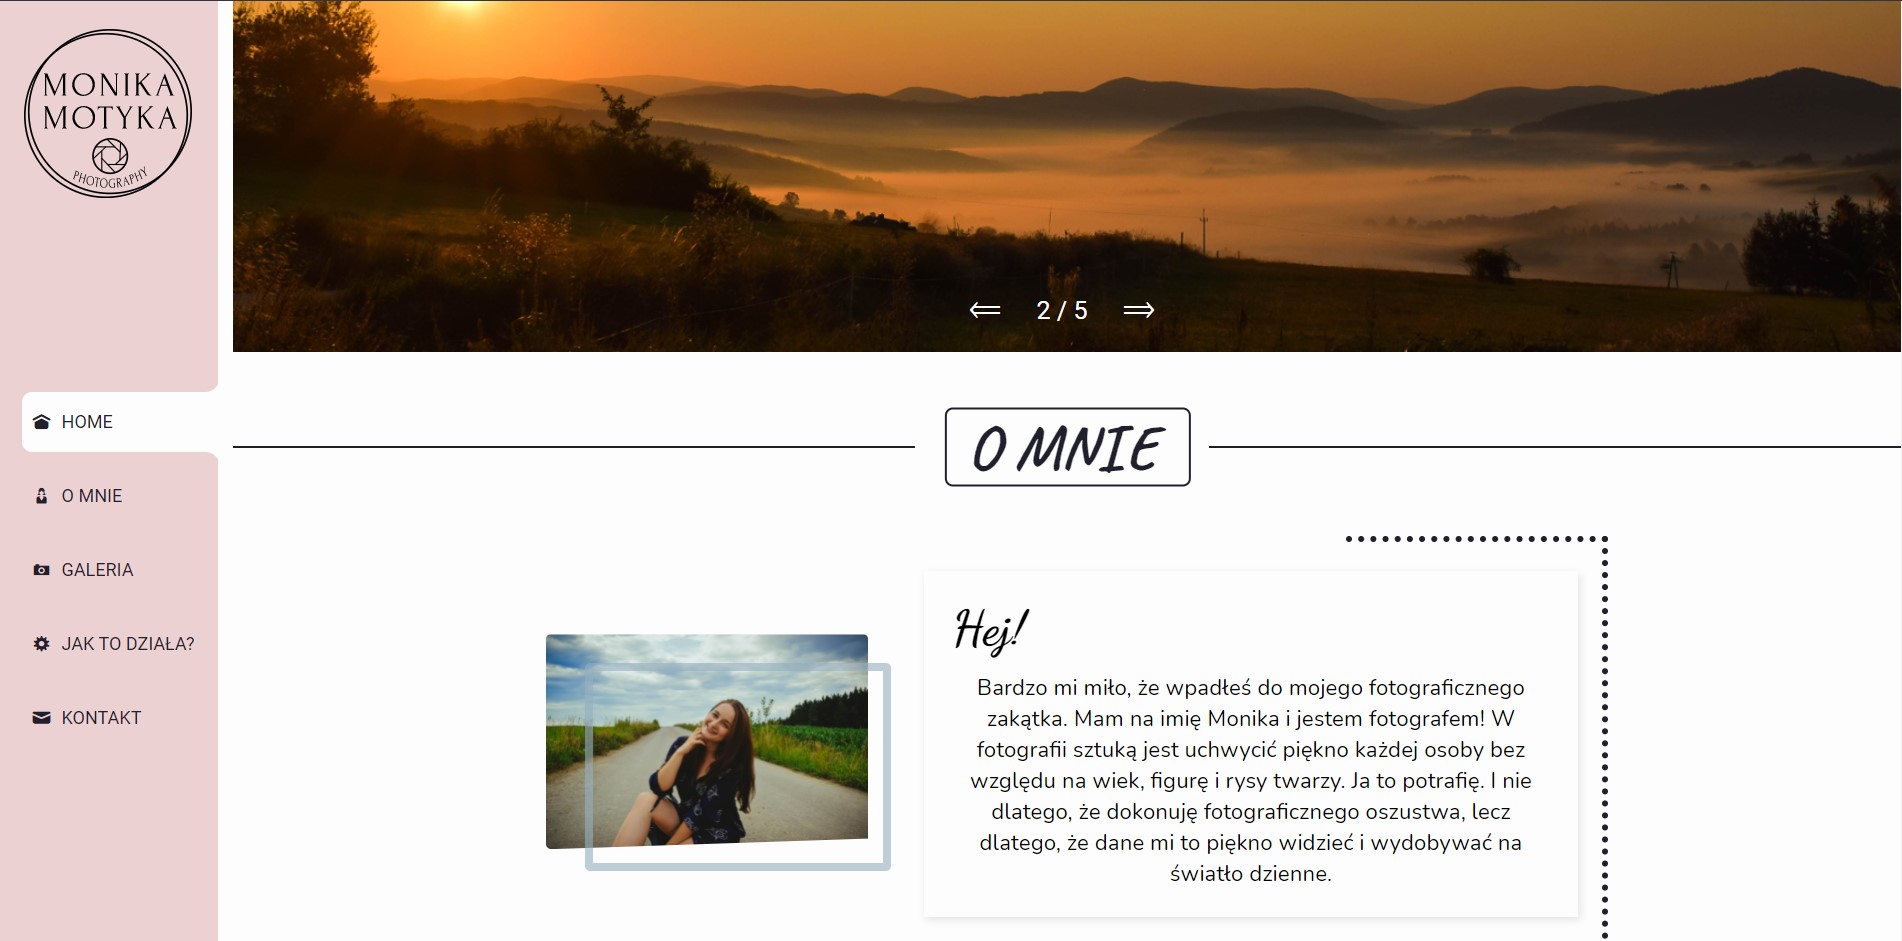 MONIKA
MOTYKA
PHOTOGRAPHY
HOME
O MNIE
GALERIA
JAK TO DZIAŁA?
KONTAKT
2 / 5
O MNIE
Hej!
Bardzo mi miło, że wpadłeś do mojego fotograficznego
zakątka. Mam na imię Monika i jestem fotografem! W
fotografii sztuką jest uchwycić piękno każdej osoby bez
względu na wiek, figurę i rysy twarzy. Ja to potrafię. I nie
dlatego, że dokonuję fotograficznego oszustwa, lecz
dlatego, że dane mi to piękno widzieć i wydobywać na
światło dzienne.